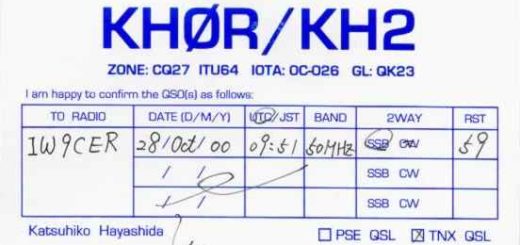 KHØR/KH2
ZONE: CQ27 ITU64 IOTA: OC-026 GL: QK23
I am happy to confirm the QSO(s) as follows:
TO RADIO DATE (D/M/Y) UTC/JST BAND 2WAY RST
IW9CER 28/Oct/00 09:51 50MHz SSB CW 59
/ / SSB CW
/ / SSB CW
Katsuhiko Hayashida ☐ PSE QSL ☒ TNX QSL